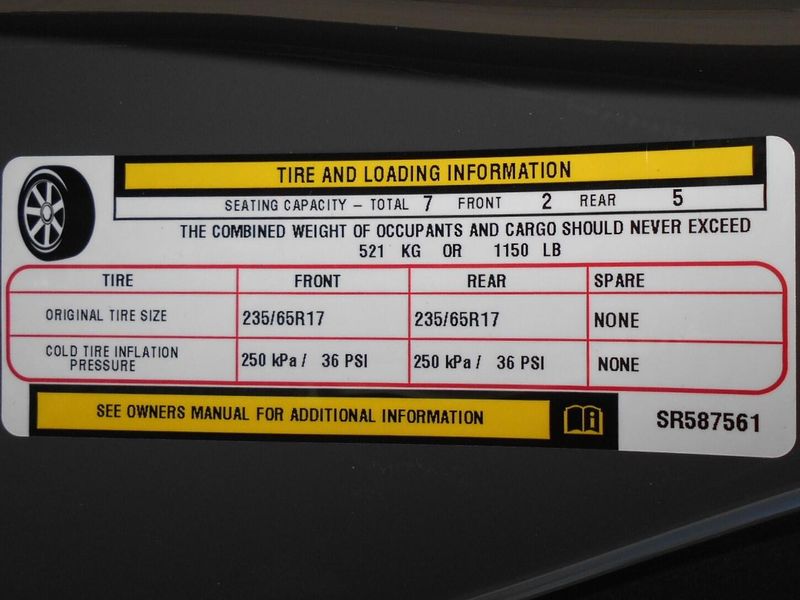 TIRE AND LOADING INFORMATION
SEATING CAPACITY – TOTAL 7 FRONT 2 REAR 5
THE COMBINED WEIGHT OF OCCUPANTS AND CARGO SHOULD NEVER EXCEED
521 KG OR 1150 LB
TIRE FRONT REAR SPARE
ORIGINAL TIRE SIZE 235/65R17 235/65R17 NONE
COLD TIRE INFLATION
PRESSURE 250 kPa / 36 PSI 250 kPa / 36 PSI NONE
SEE OWNERS MANUAL FOR ADDITIONAL INFORMATION
SR587561